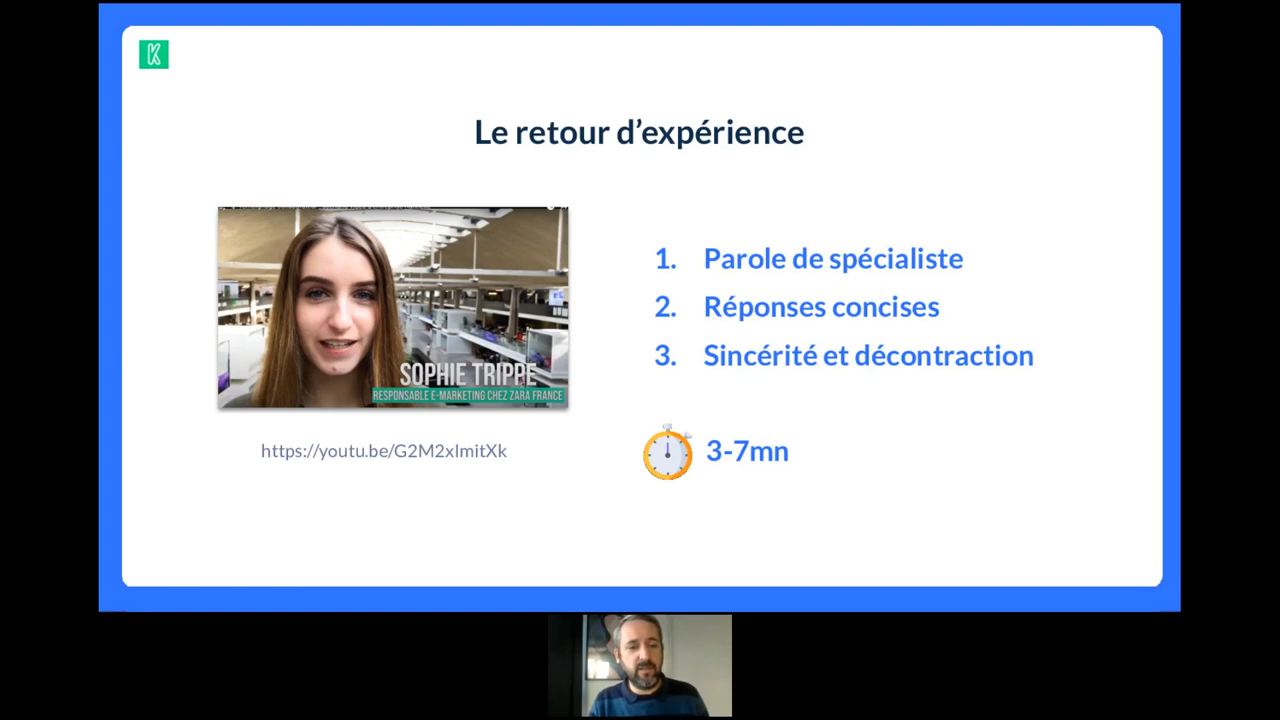 K
Le retour d’expérience
SOPHIE TRIPPE
RESPONSABLE E-MARKETING CHEZ ZARA FRANCE
https://youtu.be/G2M2xImitXk
1. Parole de spécialiste
2. Réponses concises
3. Sincérité et décontraction
3-7mn